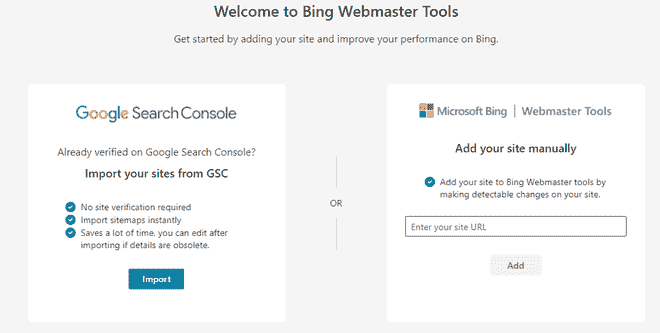 Welcome to Bing Webmaster Tools
Get started by adding your site and improve your performance on Bing.
Google Search Console
Already verified on Google Search Console?
Import your sites from GSC
No site verification required
Import sitemaps instantly
Saves a lot of time, you can edit after
importing if details are obsolete.
Import
OR
Microsoft Bing | Webmaster Tools
Add your site manually
Add your site to Bing Webmaster tools by
making detectable changes on your site.
Enter your site URL
Add